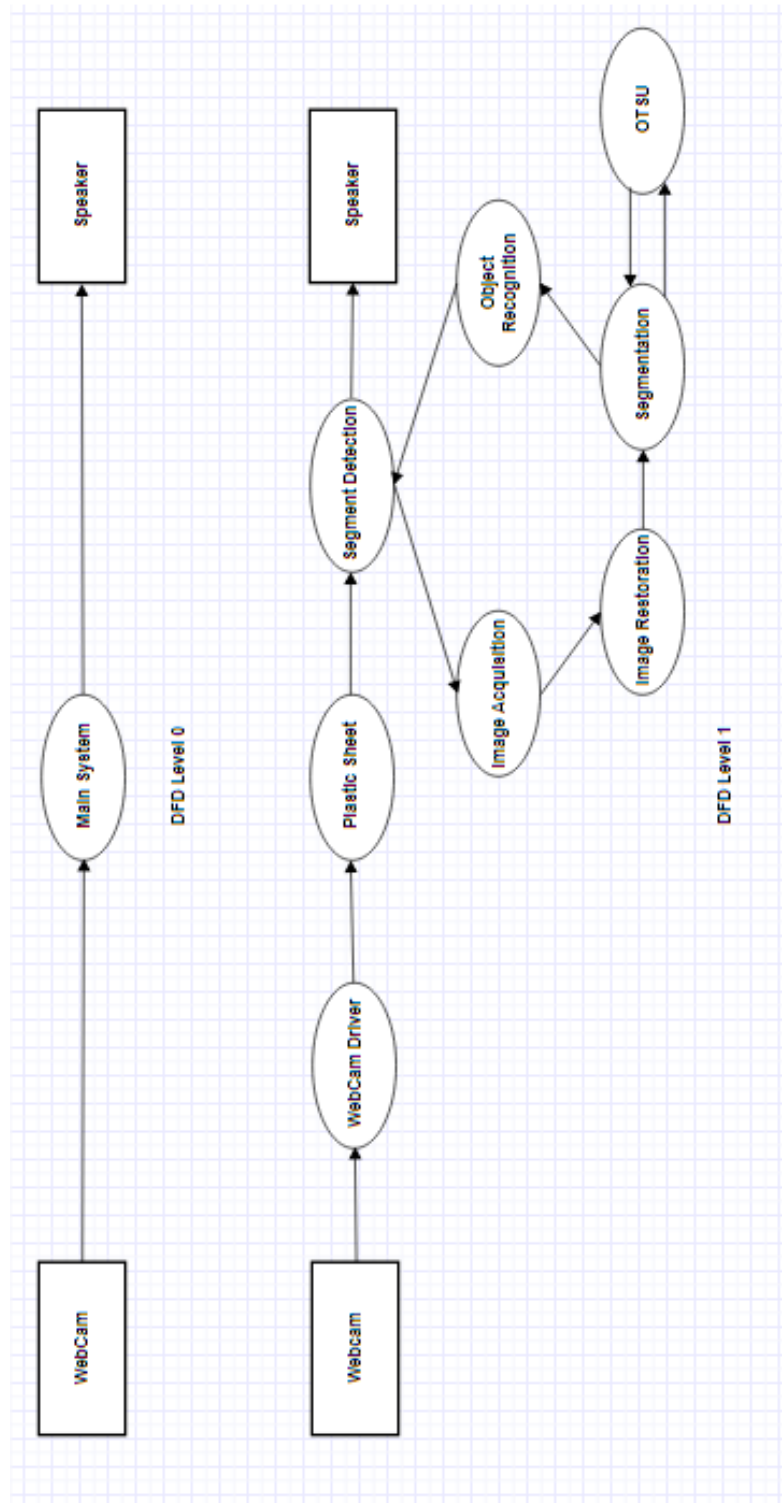 WebCam
Main System
Speaker
DFD Level 0
Webcam
WebCam Driver
Plastic Sheet
Segment Detection
Speaker
Image Acquisition
Object
Recognition
Image Restoration
Segmentation
OTSU
DFD Level 1